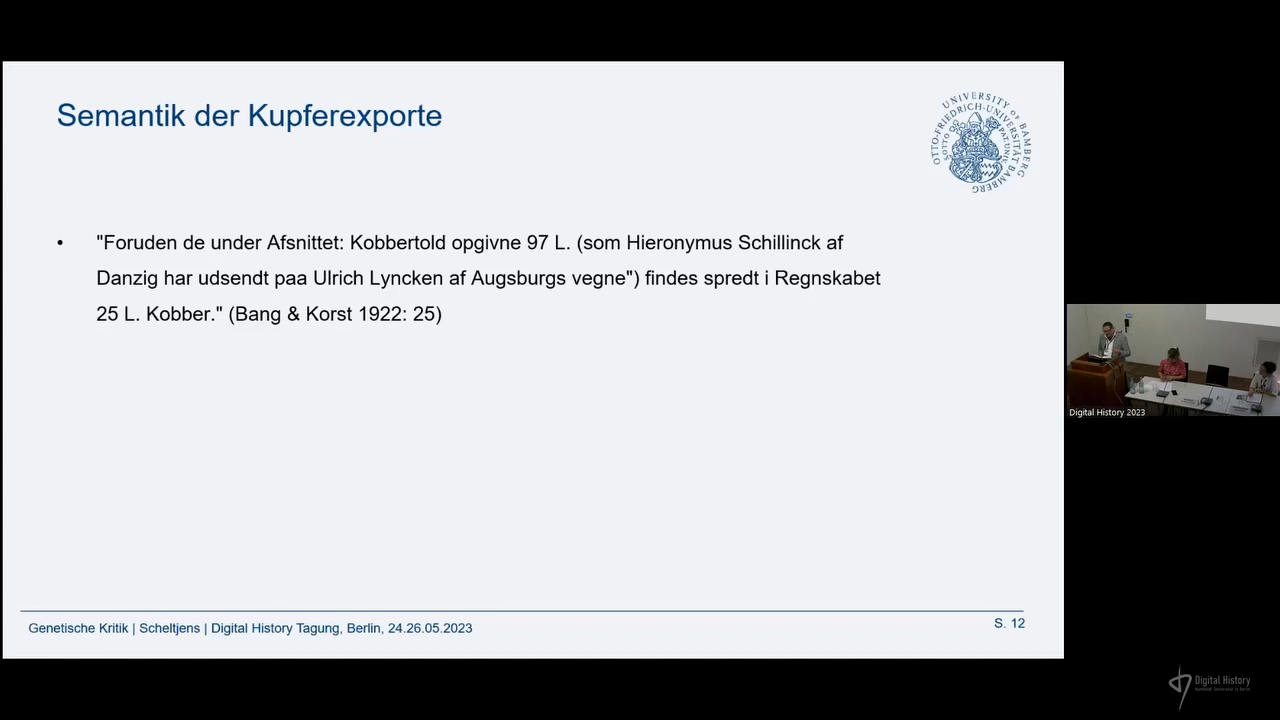 Semantik der Kupferexporte
UNIVERSITY OF BAMBERG
OTTO-FRIEDRICH-UNIVERSITÄT BAMBERG
• "Foruden de under Afsnittet: Kobbertold opgivne 97 L. (som Hieronymus Schillinck af
Danzig har udsendt paa Ulrich Lyncken af Augsburgs vegne") findes spredt i Regnskabet
25 L. Kobber." (Bang & Korst 1922: 25)
Genetische Kritik | Scheltjens | Digital History Tagung, Berlin, 24.26.05.2023
S. 12
Digital History 2023
Digital History